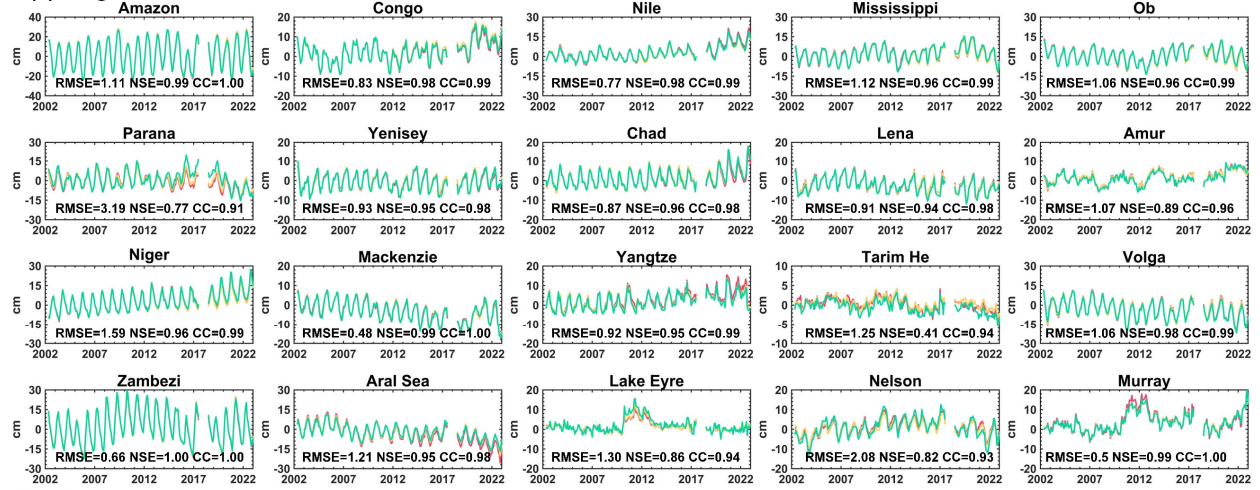 Amazon Congo Nile Mississippi Ob
40 20 0 -20 -40 cm RMSE=1.11 NSE=0.99 CC=1.00 2002 2007 2012 2017 2022
40 30 20 10 0 -10 -20 cm RMSE=0.83 NSE=0.98 CC=0.99 2002 2007 2012 2017 2022
30 15 0 -15 -30 cm RMSE=0.77 NSE=0.98 CC=0.99 2002 2007 2012 2017 2022
30 15 0 -15 -30 cm RMSE=1.12 NSE=0.96 CC=0.99 2002 2007 2012 2017 2022
30 15 0 -15 -30 cm RMSE=1.06 NSE=0.96 CC=0.99 2002 2007 2012 2017 2022
Parana Yenisey Chad Lena Amur
30 15 0 -15 -30 cm RMSE=3.19 NSE=0.77 CC=0.91 2002 2007 2012 2017 2022
20 10 0 -10 -20 cm RMSE=0.93 NSE=0.95 CC=0.98 2002 2007 2012 2017 2022
20 10 0 -10 -20 cm RMSE=0.87 NSE=0.96 CC=0.98 2002 2007 2012 2017 2022
20 10 0 -10 -20 cm RMSE=0.91 NSE=0.94 CC=0.98 2002 2007 2012 2017 2022
20 10 0 -10 -20 cm RMSE=1.07 NSE=0.89 CC=0.96 2002 2007 2012 2017 2022
Niger Mackenzie Yangtze Tarim He Volga
30 15 0 -15 -30 cm RMSE=1.59 NSE=0.96 CC=0.99 2002 2007 2012 2017 2022
20 10 0 -10 -20 cm RMSE=0.48 NSE=0.99 CC=1.00 2002 2007 2012 2017 2022
20 10 0 -10 -20 cm RMSE=0.92 NSE=0.95 CC=0.99 2002 2007 2012 2017 2022
10 5 0 -5 -10 cm RMSE=1.25 NSE=0.41 CC=0.94 2002 2007 2012 2017 2022
30 15 0 -15 -30 cm RMSE=1.06 NSE=0.98 CC=0.99 2002 2007 2012 2017 2022
Zambezi Aral Sea Lake Eyre Nelson Murray
30 15 0 -15 -30 cm RMSE=0.66 NSE=1.00 CC=1.00 2002 2007 2012 2017 2022
30 15 0 -15 -30 cm RMSE=1.21 NSE=0.95 CC=0.98 2002 2007 2012 2017 2022
20 10 0 -10 -20 cm RMSE=1.30 NSE=0.86 CC=0.94 2002 2007 2012 2017 2022
20 10 0 -10 -20 cm RMSE=2.08 NSE=0.82 CC=0.93 2002 2007 2012 2017 2022
20 10 0 -10 -20 cm RMSE=0.5 NSE=0.99 CC=1.00 2002 2007 2012 2017 2022